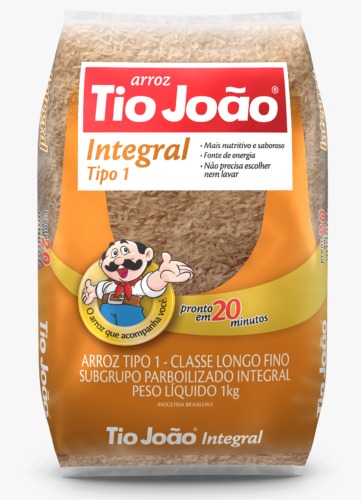 arroz
Tio João®
Integral
Tipo 1
• Mais nutritivo e saboroso
• Fonte de energia
• Não precisa escolher
nem lavar
O arroz que acompanha você.
pronto
em 20
minutos
ARROZ TIPO 1 - CLASSE LONGO FINO
SUBGRUPO PARBOILIZADO INTEGRAL
PESO LÍQUIDO 1kg
INDÚSTRIA BRASILEIRA
Tio João Integral